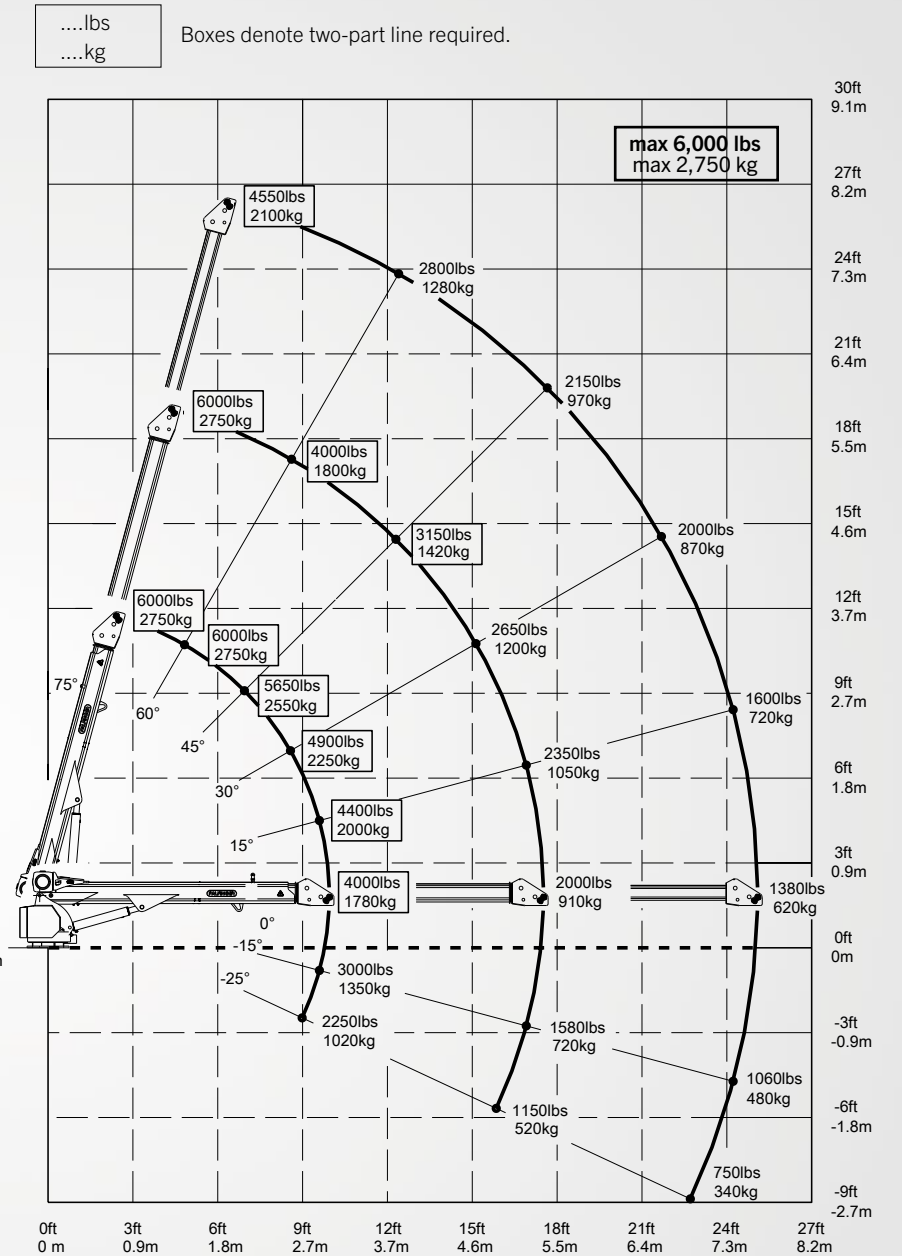 ....lbs
....kg
Boxes denote two-part line required.
30ft
9.1m
max 6,000 lbs
max 2,750 kg
27ft
8.2m
4550lbs
2100kg
24ft
7.3m
2800lbs
1280kg
21ft
6.4m
2150lbs
970kg
6000lbs
2750kg
18ft
5.5m
4000lbs
1800kg
15ft
4.6m
3150lbs
1420kg
2000lbs
870kg
12ft
3.7m
6000lbs
2750kg
6000lbs
2750kg
2650lbs
1200kg
75°
60°
5650lbs
2550kg
9ft
2.7m
1600lbs
720kg
45°
4900lbs
2250kg
30°
2350lbs
1050kg
6ft
1.8m
4400lbs
2000kg
15°
3ft
0.9m
4000lbs
1780kg
2000lbs
910kg
1380lbs
620kg
0°
-15°
0ft
0m
-25°
3000lbs
1350kg
2250lbs
1020kg
1580lbs
720kg
-3ft
-0.9m
1060lbs
480kg
1150lbs
520kg
-6ft
-1.8m
750lbs
340kg
-9ft
-2.7m
0ft 3ft 6ft 9ft 12ft 15ft 18ft 21ft 24ft 27ft
0 m 0.9m 1.8m 2.7m 3.7m 4.6m 5.5m 6.4m 7.3m 8.2m